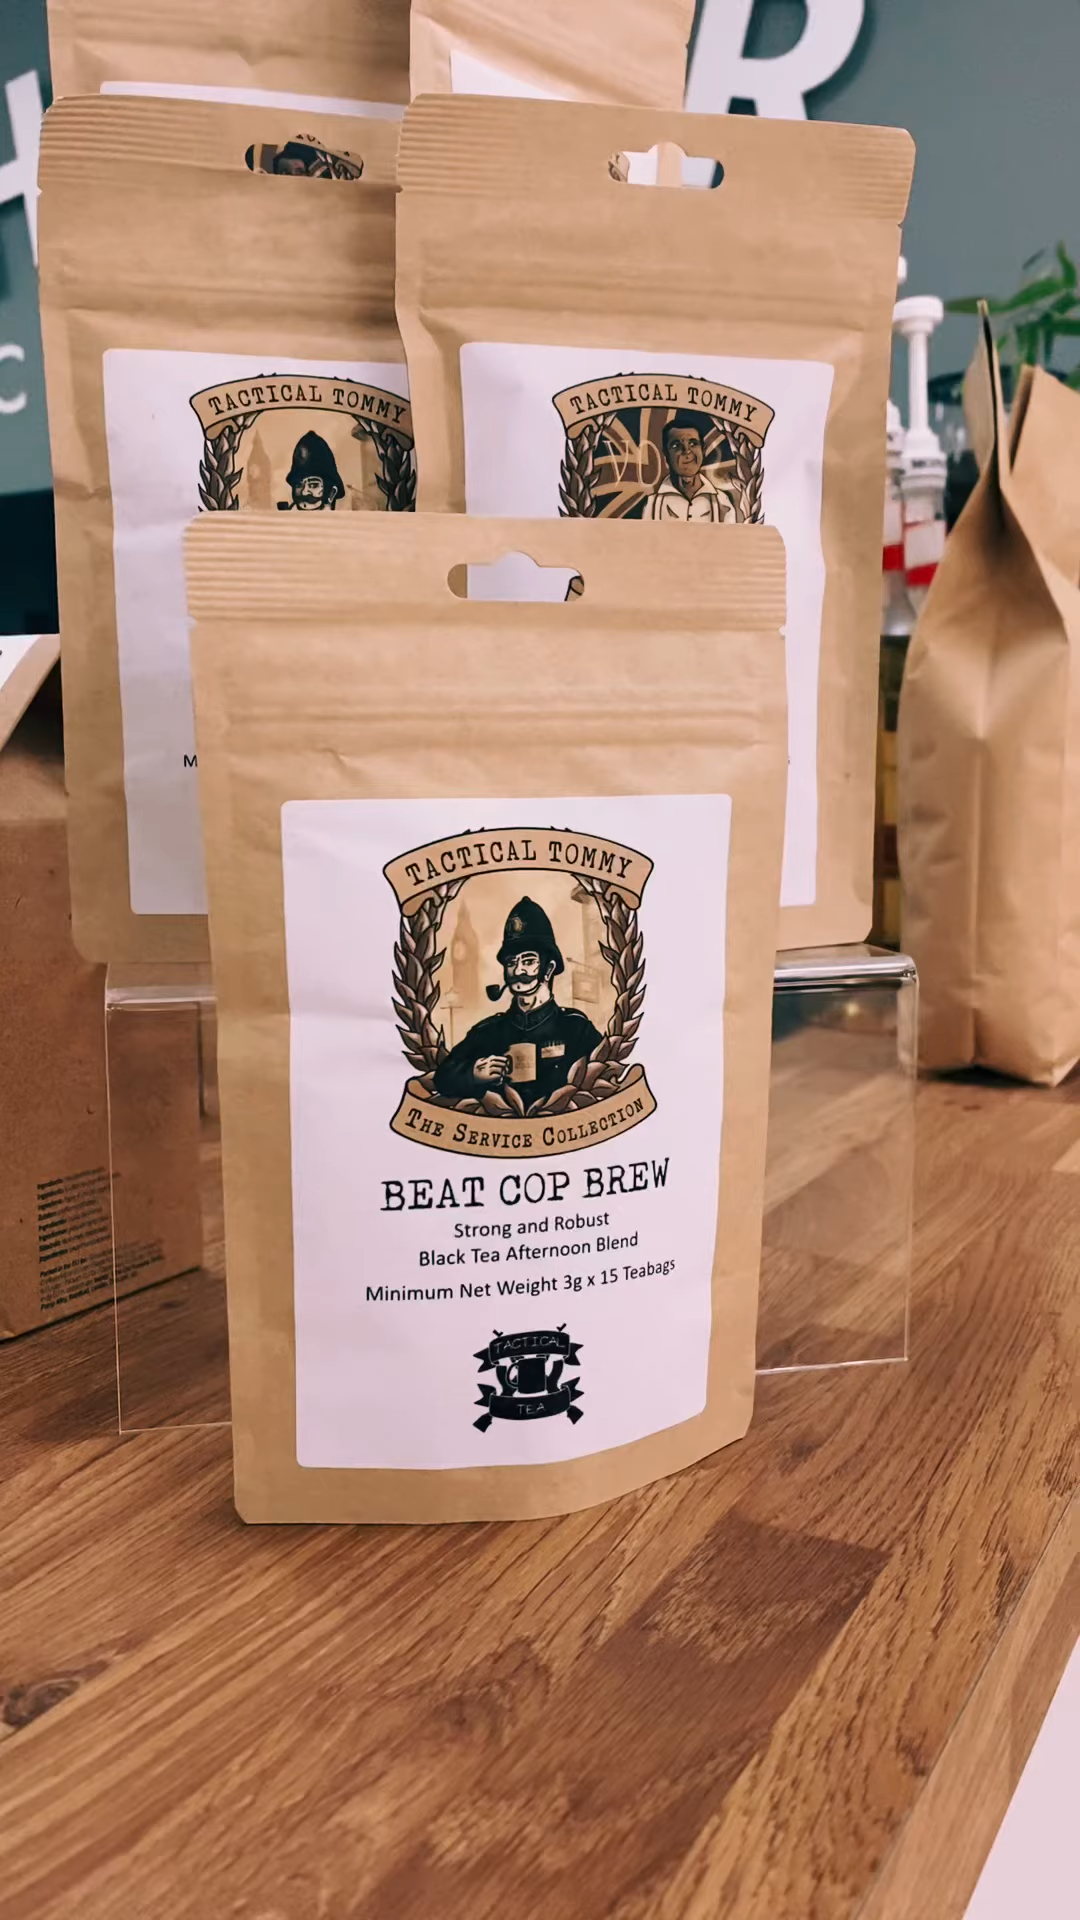 R
H
C
TACTICAL TOMMY
TACTICAL TOMMY
VO
M
TACTICAL TOMMY
THE SERVICE COLLECTION
BEAT COP BREW
Strong and Robust
Black Tea Afternoon Blend
Minimum Net Weight 3g x 15 Teabags
TACTICAL
TEA